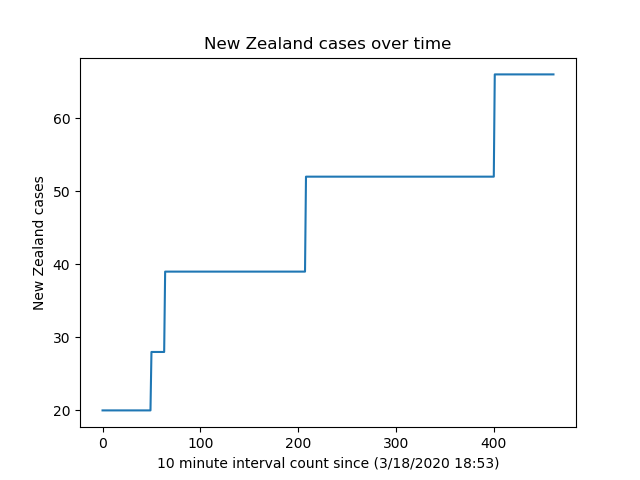 New Zealand cases over time
60
50
40
30
20
New Zealand cases
0 100 200 300 400
10 minute interval count since (3/18/2020 18:53)